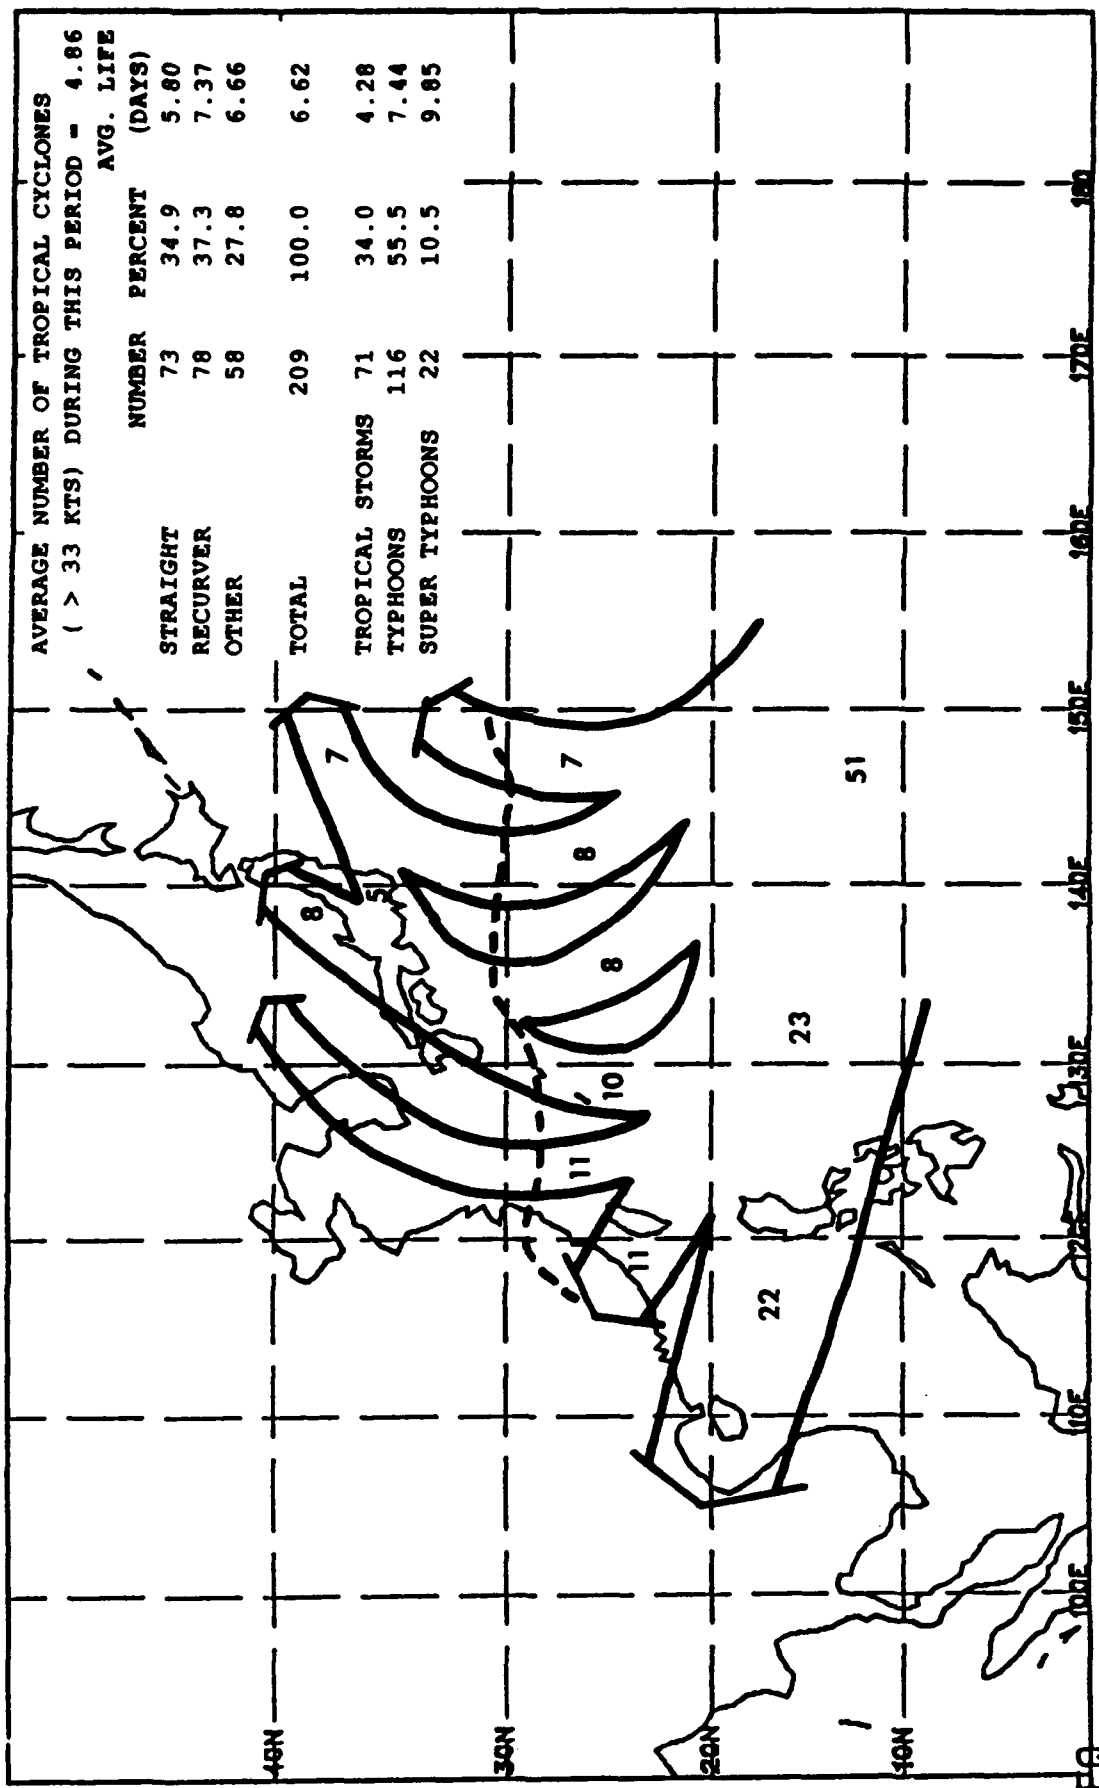 AVERAGE NUMBER OF TROPICAL CYCLONES
( > 33 KTS) DURING THIS PERIOD = 4.86
AVG. LIFE
NUMBER PERCENT (DAYS)
STRAIGHT 73 34.9 5.80
RECURVER 78 37.3 7.37
OTHER 58 27.8 6.66
TOTAL 209 100.0 6.62
TROPICAL STORMS 71 34.0 4.28
TYPHOONS 116 55.5 7.44
SUPER TYPHOONS 22 10.5 9.85
40N
8
7
5
30N
11
11
10
8
8
7
20N
22
23
51
10N
100E
110E
120E
130E
140E
150E
160E
170E
180